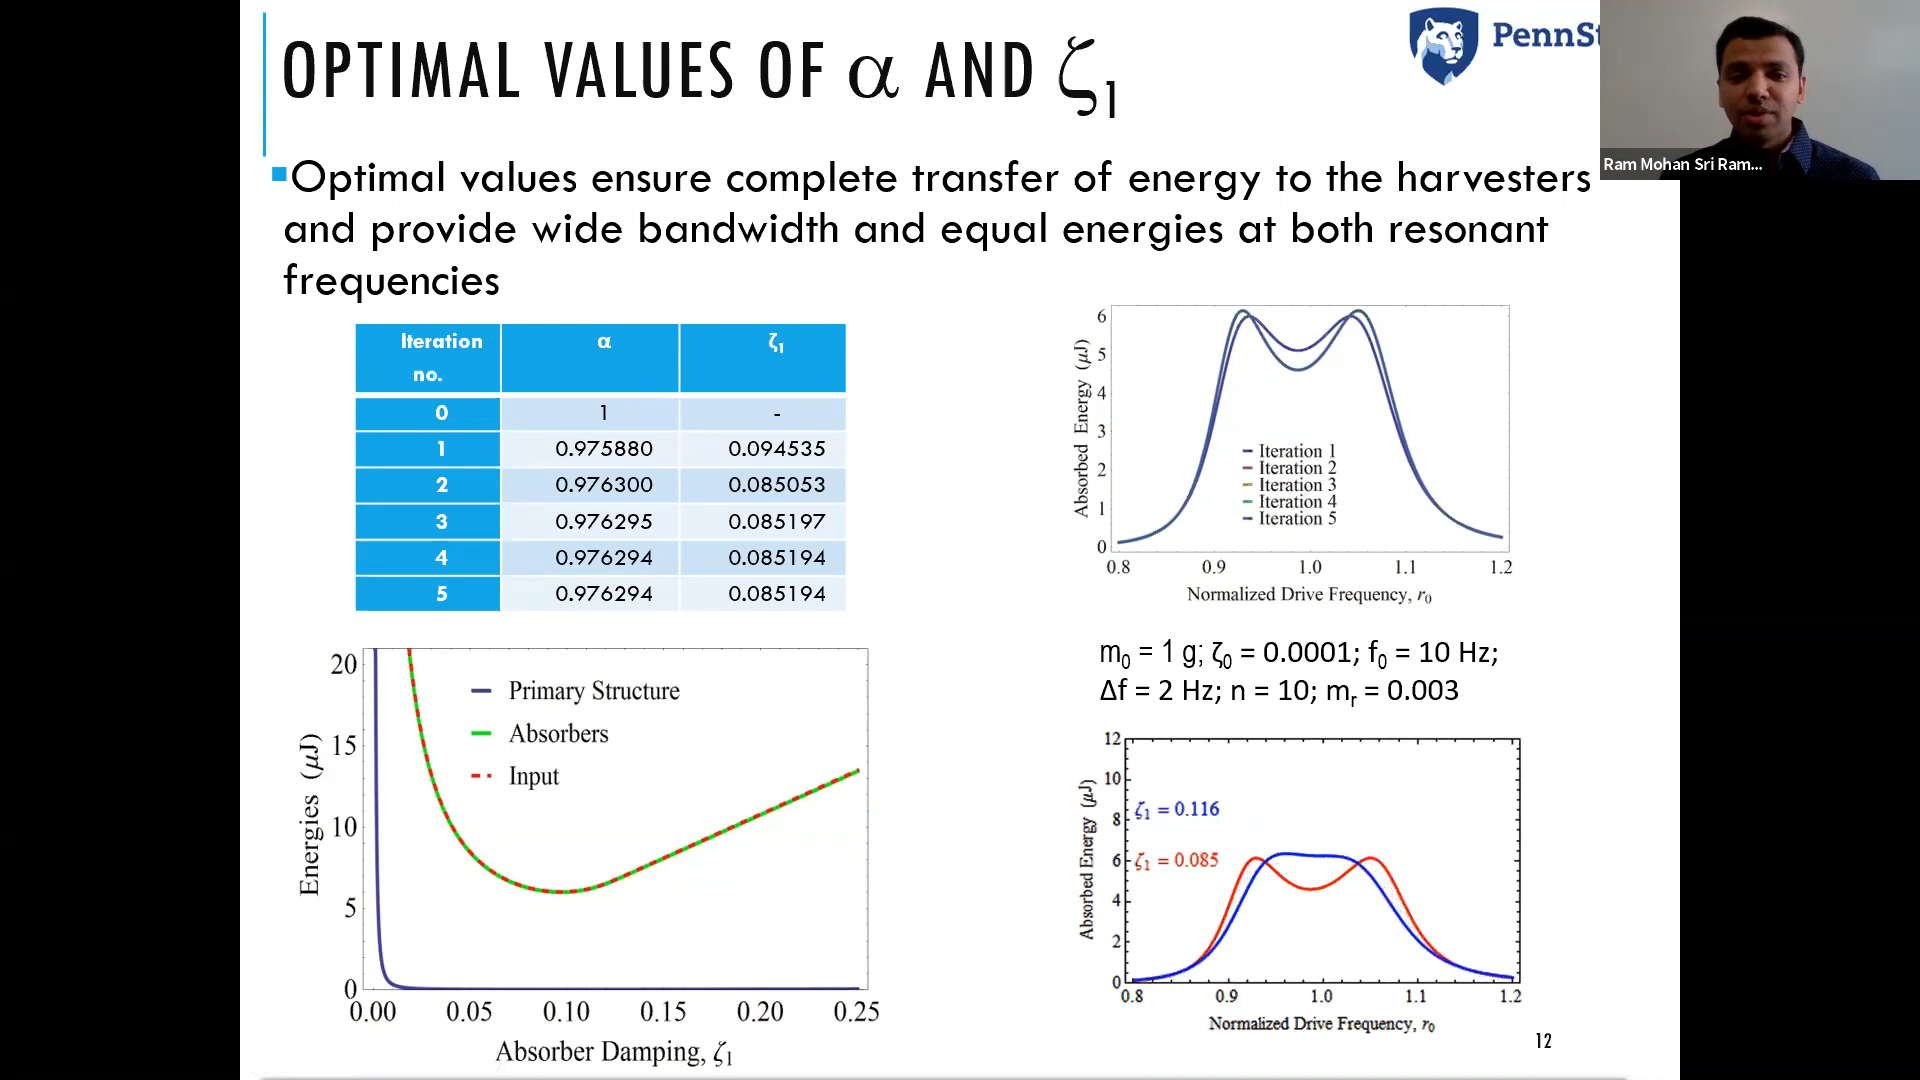 OPTIMAL VALUES OF α AND ζ1
PennSt
Ram Mohan Sri Ram...
▪Optimal values ensure complete transfer of energy to the harvesters
and provide wide bandwidth and equal energies at both resonant
frequencies
Iteration no. α ζ1
0 1 -
1 0.975880 0.094535
2 0.976300 0.085053
3 0.976295 0.085197
4 0.976294 0.085194
5 0.976294 0.085194
Absorbed Energy (μJ)
6
5
4
3
2
1
0
Iteration 1
Iteration 2
Iteration 3
Iteration 4
Iteration 5
0.8 0.9 1.0 1.1 1.2
Normalized Drive Frequency, r0
m0 = 1 g; ζ0 = 0.0001; f0 = 10 Hz;
Δf = 2 Hz; n = 10; mr = 0.003
Energies (μJ)
20
15
10
5
0
Primary Structure
Absorbers
Input
0.00 0.05 0.10 0.15 0.20 0.25
Absorber Damping, ζ1
Absorbed Energy (μJ)
12
10
8
6
4
2
0
ζ1 = 0.116
ζ1 = 0.085
0.8 0.9 1.0 1.1 1.2
Normalized Drive Frequency, r0
12